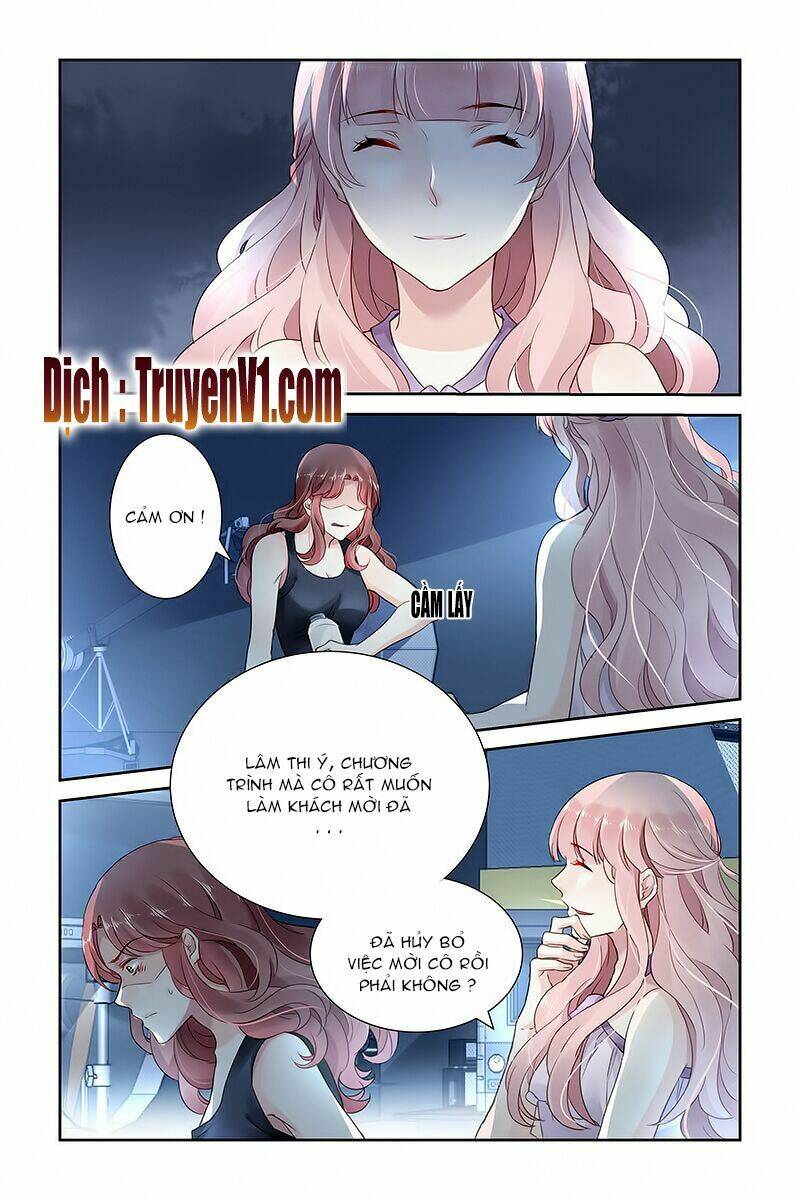 Dịch : TruyenV1.com
CẢM ƠN !
CẦM LẤY
LÂM THI Ý, CHƯƠNG
TRÌNH MÀ CÔ RẤT MUỐN
LÀM KHÁCH MỜI ĐÃ
. . .
ĐÃ HỦY BỎ
VIỆC MỜI CÔ RỒI
PHẢI KHÔNG ?